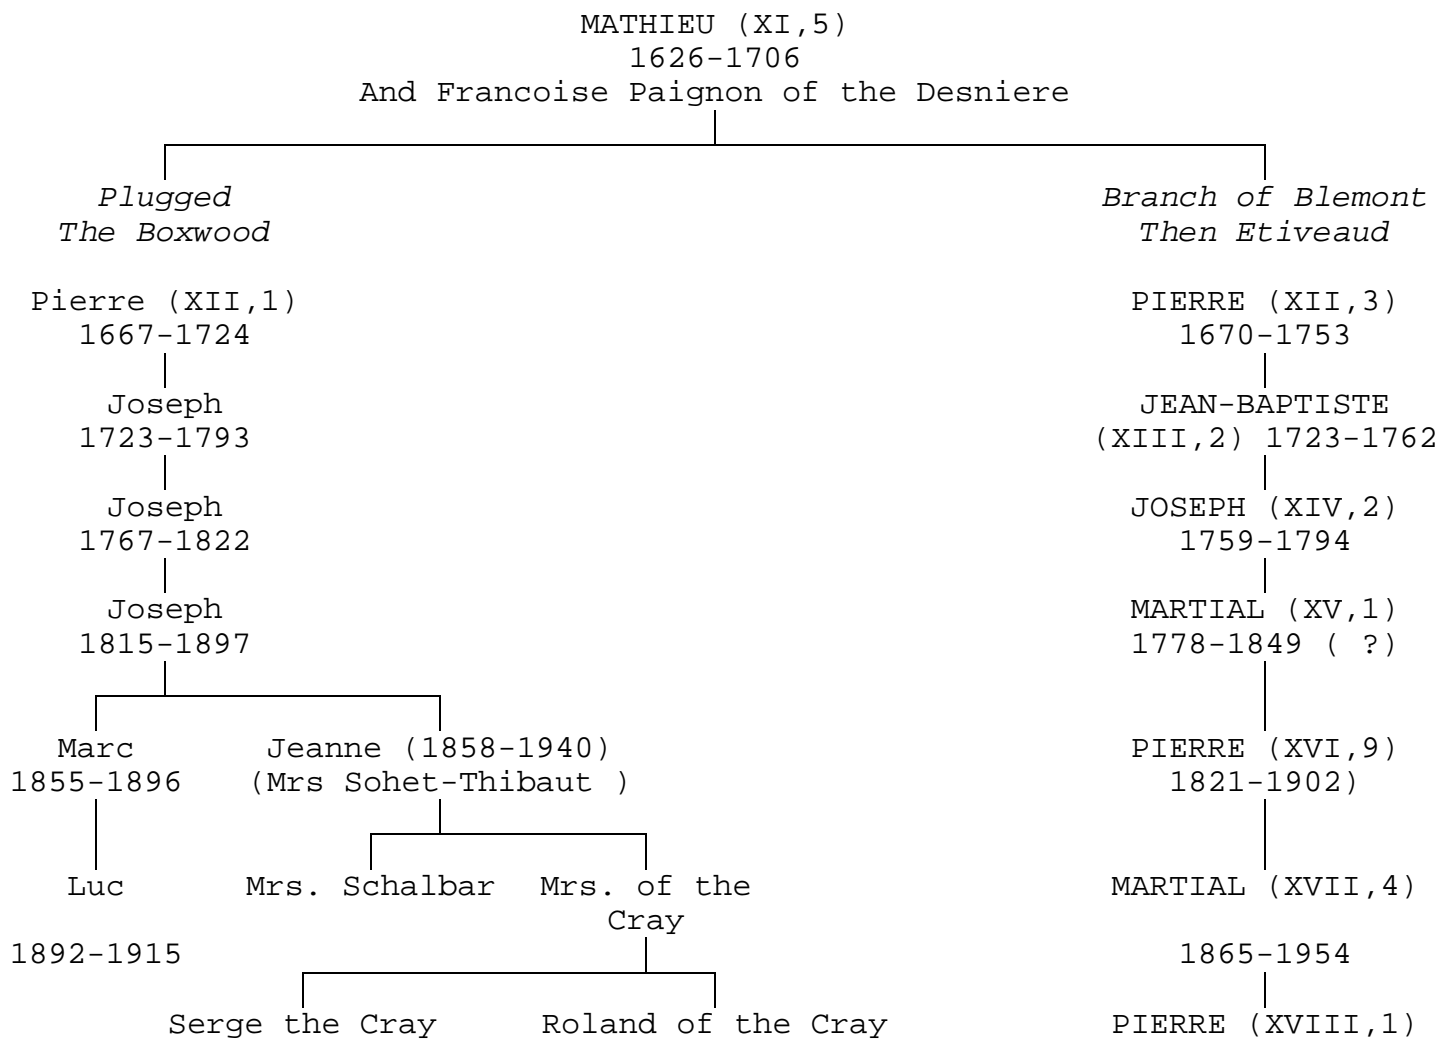 MATHIEU (XI,5)
1626-1706
And Francoise Paignon of the Desniere
Plugged
The Boxwood
Branch of Blemont
Then Etiveaud
Pierre (XII,1)
1667-1724
PIERRE (XII,3)
1670-1753
Joseph
1723-1793
JEAN-BAPTISTE
(XIII,2) 1723-1762
Joseph
1767-1822
JOSEPH (XIV,2)
1759-1794
Joseph
1815-1897
MARTIAL (XV,1)
1778-1849 ( ?)
Marc
1855-1896
Jeanne (1858-1940)
(Mrs Sohet-Thibaut )
PIERRE (XVI,9)
1821-1902)
Luc
1892-1915
Mrs. Schalbar
Mrs. of the
Cray
MARTIAL (XVII,4)
1865-1954
Serge the Cray
Roland of the Cray
PIERRE (XVIII,1)